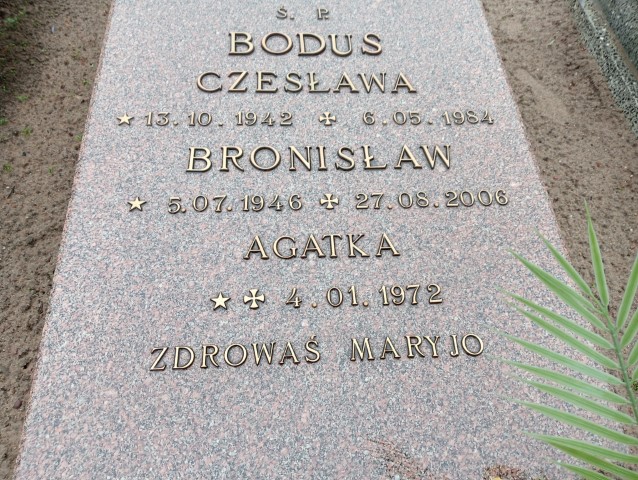 Ś. P.
BODUS
CZESŁAWA
★ 13.10.1942 ✠ 6.05.1984
BRONISŁAW
★ 5.07.1946 ✠ 27.08.2006
AGATKA
★ ✠ 4.01.1972
ZDROWAŚ MARYJO